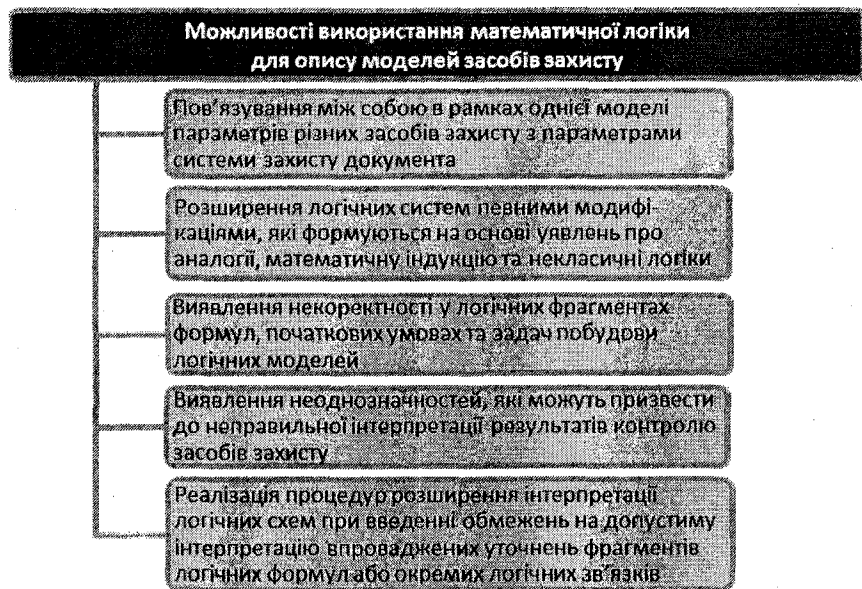 Можливості використання математичної логіки
для опису моделей засобів захисту
Пов’язування між собою в рамках однієї моделі
параметрів різних засобів захисту з параметрами
системи захисту документа
Розширення логічних систем певними модифі-
каціями, які формуються на основі уявлень про
аналогії, математичну індукцію та некласичні логіки
Виявлення некоректності у логічних фрагментах
формул, початкових умовах та задач побудови
логічних моделей
Виявлення неоднозначностей, які можуть призвести
до неправильної інтерпретації результатів контролю
засобів захисту
Реалізація процедур розширення інтерпретації
логічних схем при введенні обмежень на допустиму
інтерпретацію впроваджених уточнень фрагментів
логічних формул або окремих логічних зв’язків